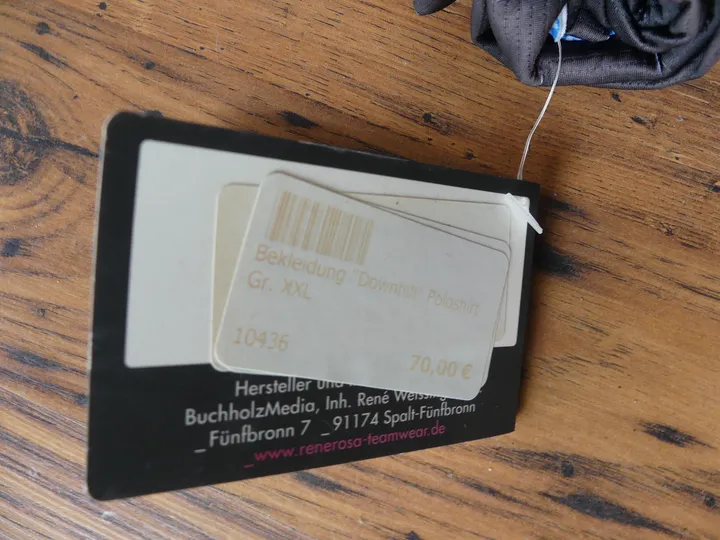 Bekleidung "Downhill" Poloshirt
Gr. XXL
10436
70,00 €
Hersteller und
BuchholzMedia, Inh. René
_Fünfbronn 7 _91174 Spalt-Fünfbronn
_www.renerosa-teamwear.de